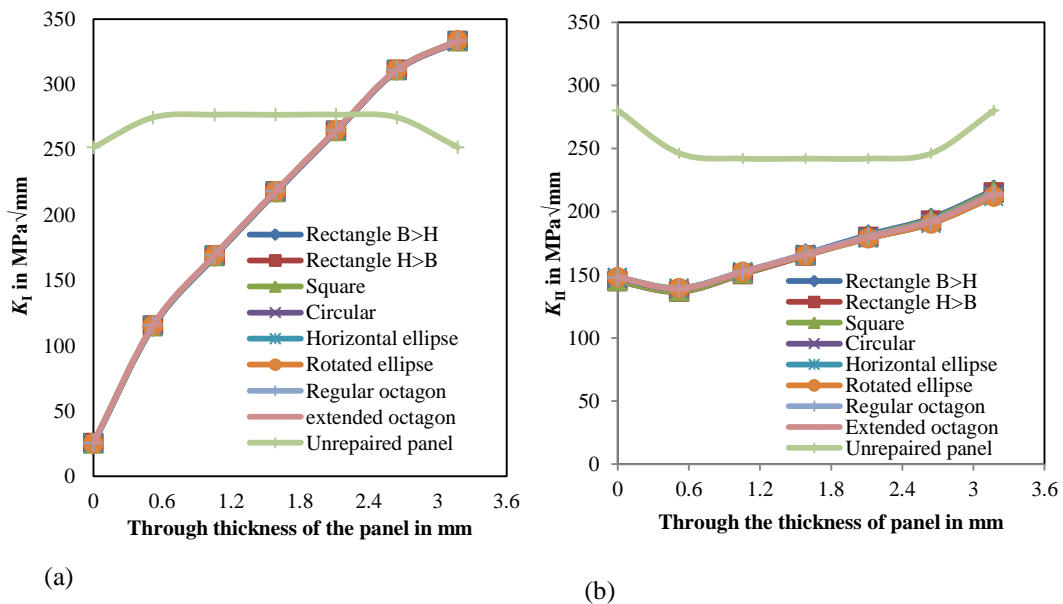 350
300
250
200
150
100
50
0
K_I in MPa√mm
Rectangle B>H
Rectangle H>B
Square
Circular
Horizontal ellipse
Rotated ellipse
Regular octagon
extended octagon
Unrepaired panel
0 0.6 1.2 1.8 2.4 3 3.6
Through thickness of the panel in mm
(a)
350
300
250
200
150
100
50
0
K_II in MPa√mm
Rectangle B>H
Rectangle H>B
Square
Circular
Horizontal ellipse
Rotated ellipse
Regular octagon
Extended octagon
Unrepaired panel
0 0.6 1.2 1.8 2.4 3 3.6
Through the thickness of panel in mm
(b)